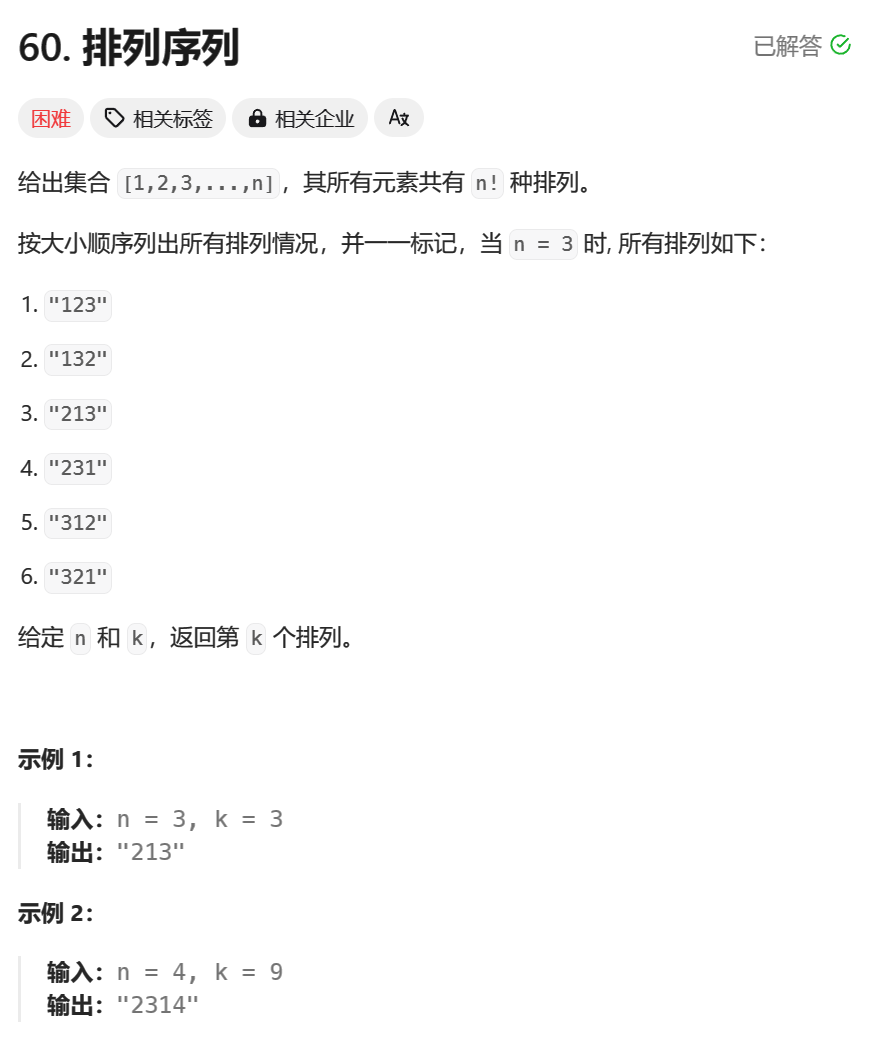 60. 排列序列
已解答
困难 相关标签 相关企业
给出集合 [1,2,3,...,n]，其所有元素共有 n! 种排列。
按大小顺序列出所有排列情况，并一一标记，当 n = 3 时, 所有排列如下：
1. "123"
2. "132"
3. "213"
4. "231"
5. "312"
6. "321"
给定 n 和 k，返回第 k 个排列。
示例 1：
输入：n = 3, k = 3
输出："213"
示例 2：
输入：n = 4, k = 9
输出："2314"